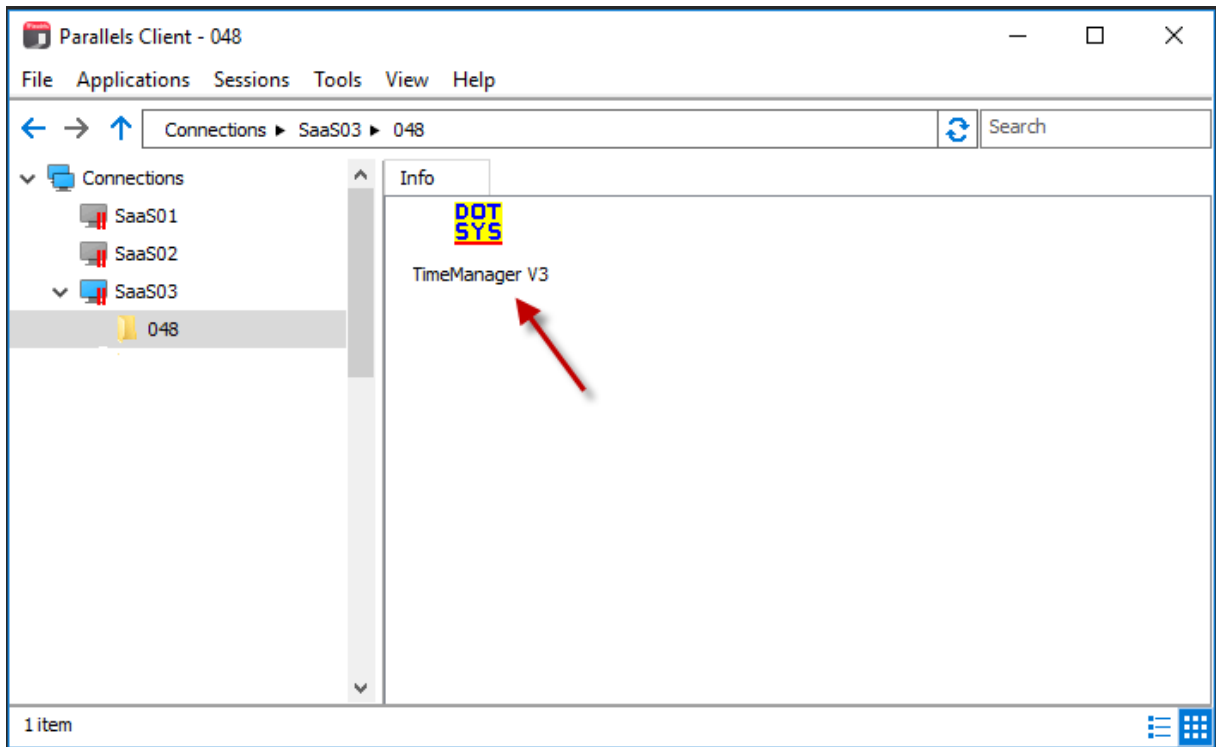 Parallels Client - 048
File Applications Sessions Tools View Help
Connections ▸ SaaS03 ▸ 048
Search
Connections
SaaS01
SaaS02
SaaS03
048
Info
DOT
SYS
TimeManager V3
1 item